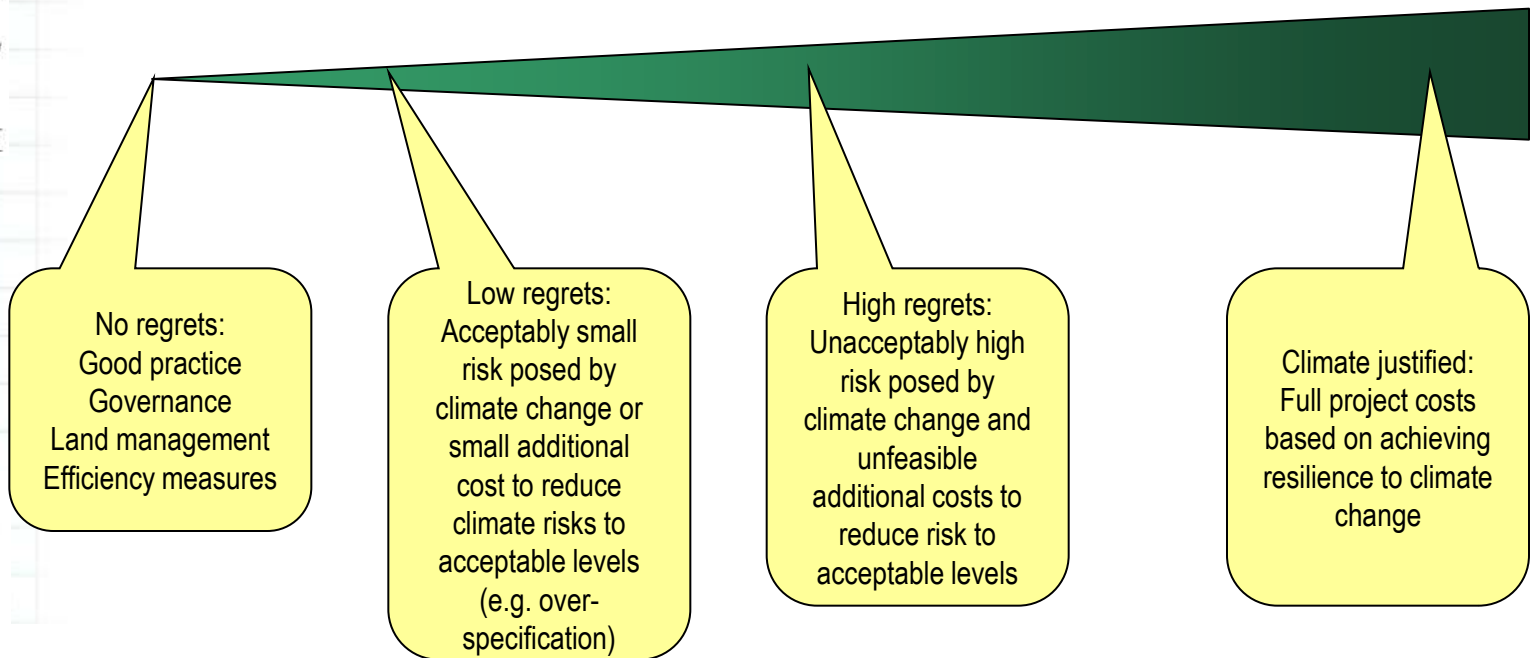 No regrets:
Good practice
Governance
Land management
Efficiency measures
Low regrets:
Acceptably small
risk posed by
climate change or
small additional
cost to reduce
climate risks to
acceptable levels
(e.g. over-
specification)
High regrets:
Unacceptably high
risk posed by
climate change and
unfeasible
additional costs to
reduce risk to
acceptable levels
Climate justified:
Full project costs
based on achieving
resilience to climate
change